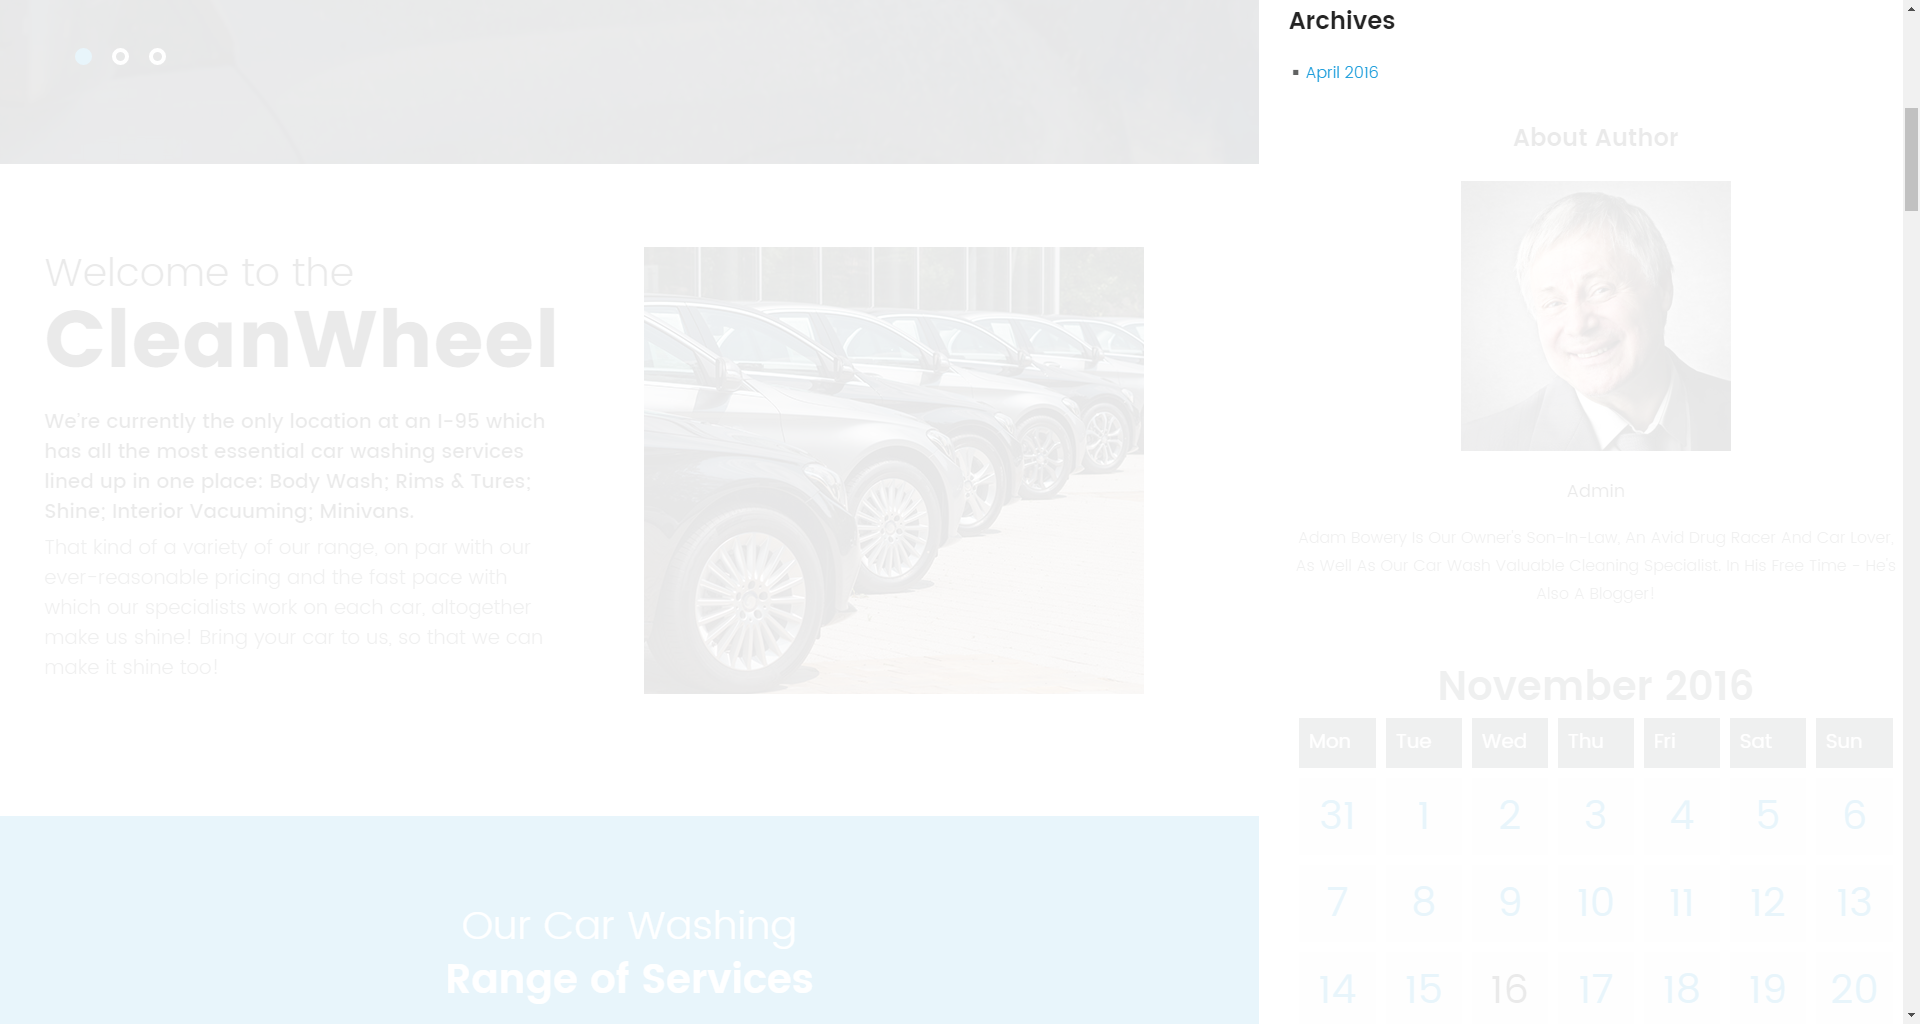 Archives
April 2016
About Author
Welcome to the
CleanWheel
We're currently the only location at an I-95 which
has all the most essential car washing services
lined up in one place: Body Wash; Rims & Tures;
Shine; Interior Vacuuming; Minivans.
That kind of a variety of our range, on par with our
ever-reasonable pricing and the fast pace with
which our specialists work on each car, altogether
make us shine! Bring your car to us, so that we can
make it shine too!
Admin
Adam Bowery Is Our Owner's Son-In-Law, An Avid Drug Racer And Car Lover,
As Well As Our Car Wash Valuable Cleaning Specialist. In His Free Time - He's
Also A Blogger!
November 2016
Mon Tue Wed Thu Fri Sat Sun
31 1 2 3 4 5 6
7 8 9 10 11 12 13
14 15 16 17 18 19 20
Our Car Washing
Range of Services